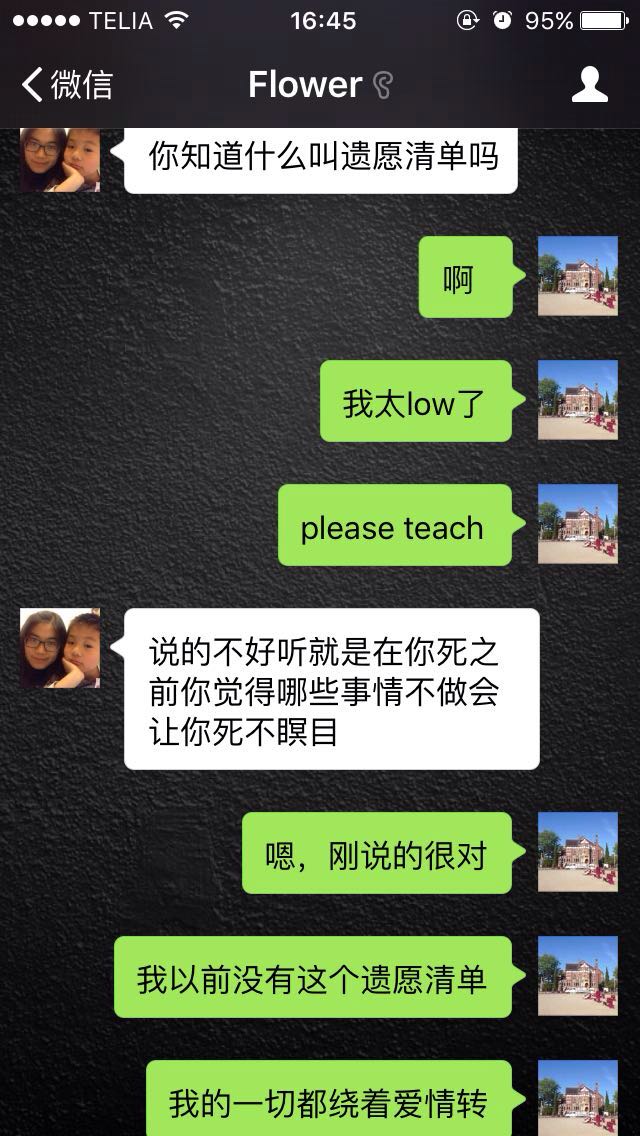 TELIA 16:45 95%
微信 Flower
你知道什么叫遗愿清单吗
啊
我太low了
please teach
说的不好听就是在你死之
前你觉得哪些事情不做会
让你死不瞑目
嗯，刚说的很对
我以前没有这个遗愿清单
我的一切都绕着爱情转